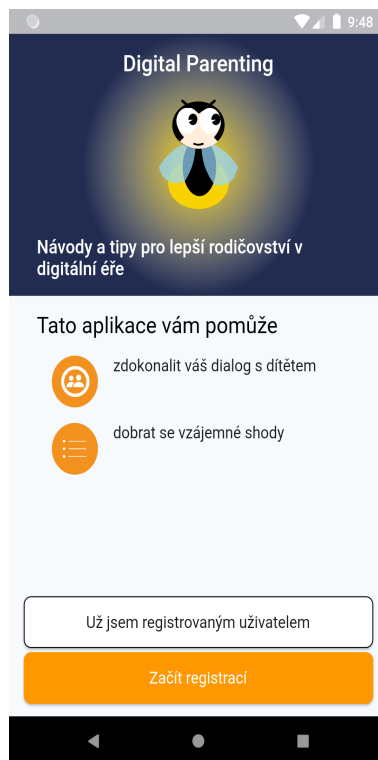 9:48
Digital Parenting
Návody a tipy pro lepší rodičovství v
digitální éře
Tato aplikace vám pomůže
zdokonalit váš dialog s dítětem
dobrat se vzájemné shody
Už jsem registrovaným uživatelem
Začít registrací